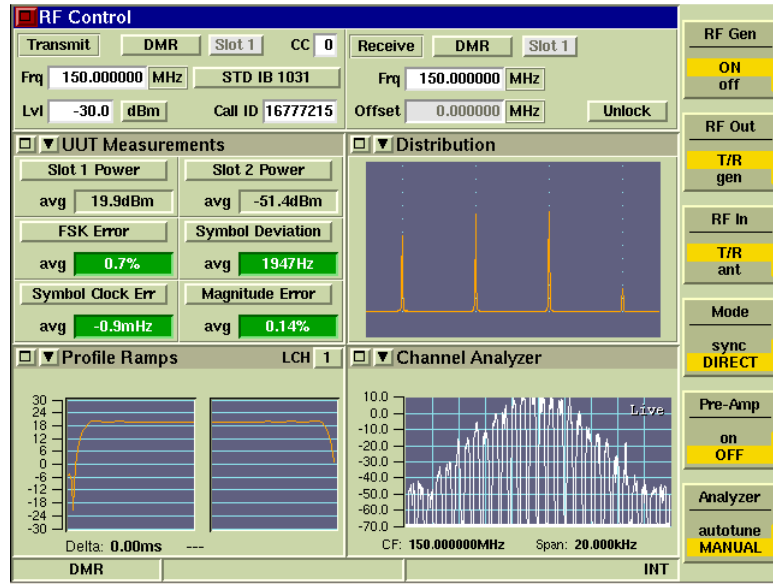 RF Control
Transmit DMR Slot 1 CC 0
Frq 150.000000 MHz STD IB 1031
Lvl -30.0 dBm Call ID 16777215
Receive DMR Slot 1
Frq 150.000000 MHz
Offset 0.000000 MHz Unlock
UUT Measurements
Slot 1 Power Slot 2 Power
avg 19.9dBm avg -51.4dBm
FSK Error Symbol Deviation
avg 0.7% avg 1947Hz
Symbol Clock Err Magnitude Error
avg -0.9mHz avg 0.14%
Distribution
Profile Ramps LCH 1
30
24
18
12
6
0
-6
-12
-18
-24
-30
Delta: 0.00ms ---
Channel Analyzer
10.0
0.0
-10.0
-20.0
-30.0
-40.0
-50.0
-60.0
-70.0
Live
CF: 150.000000MHz Span: 20.000kHz
DMR INT
RF Gen
ON
off
RF Out
T/R
gen
RF In
T/R
ant
Mode
sync
DIRECT
Pre-Amp
on
OFF
Analyzer
autotune
MANUAL